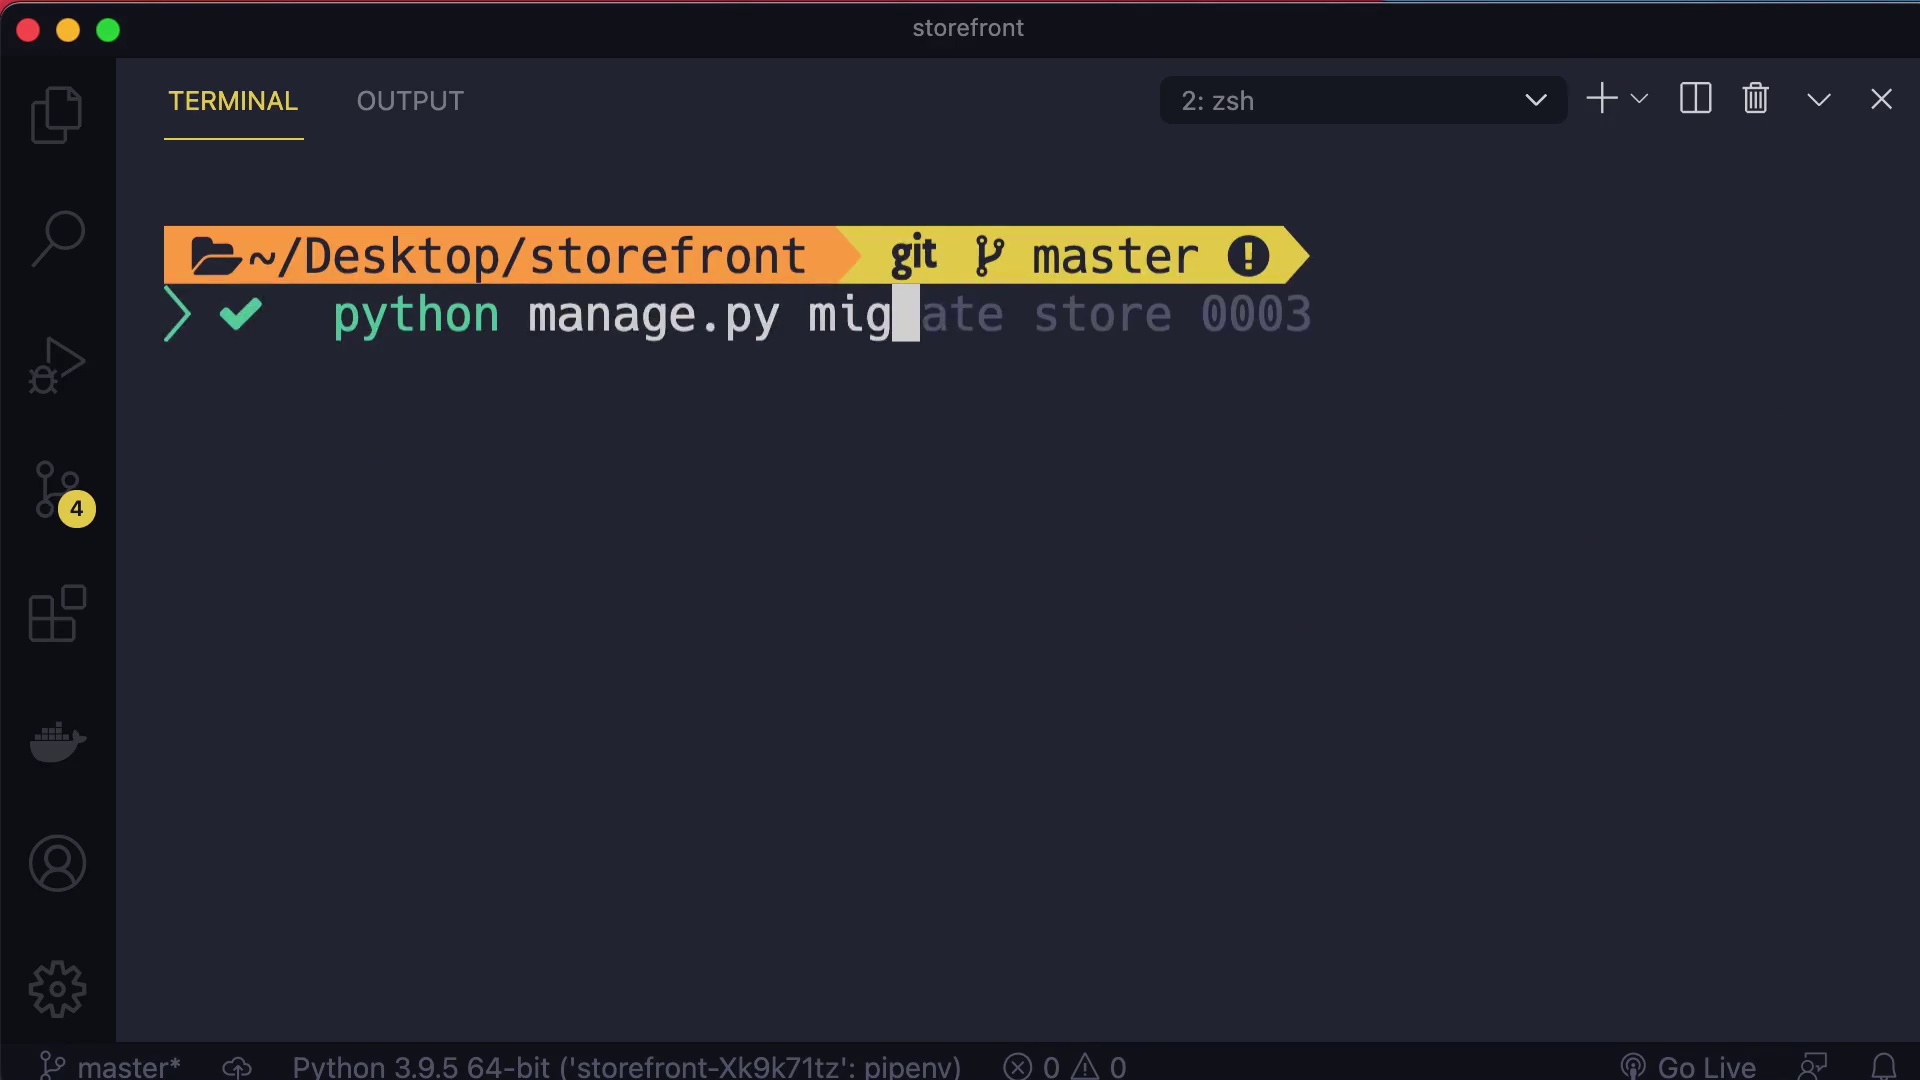 storefront
TERMINAL OUTPUT 2: zsh
~/Desktop/storefront git master !
python manage.py migate store 0003
4
master* Python 3.9.5 64-bit ('storefront-Xk9k71tz': pipenv) 0 0 Go Live